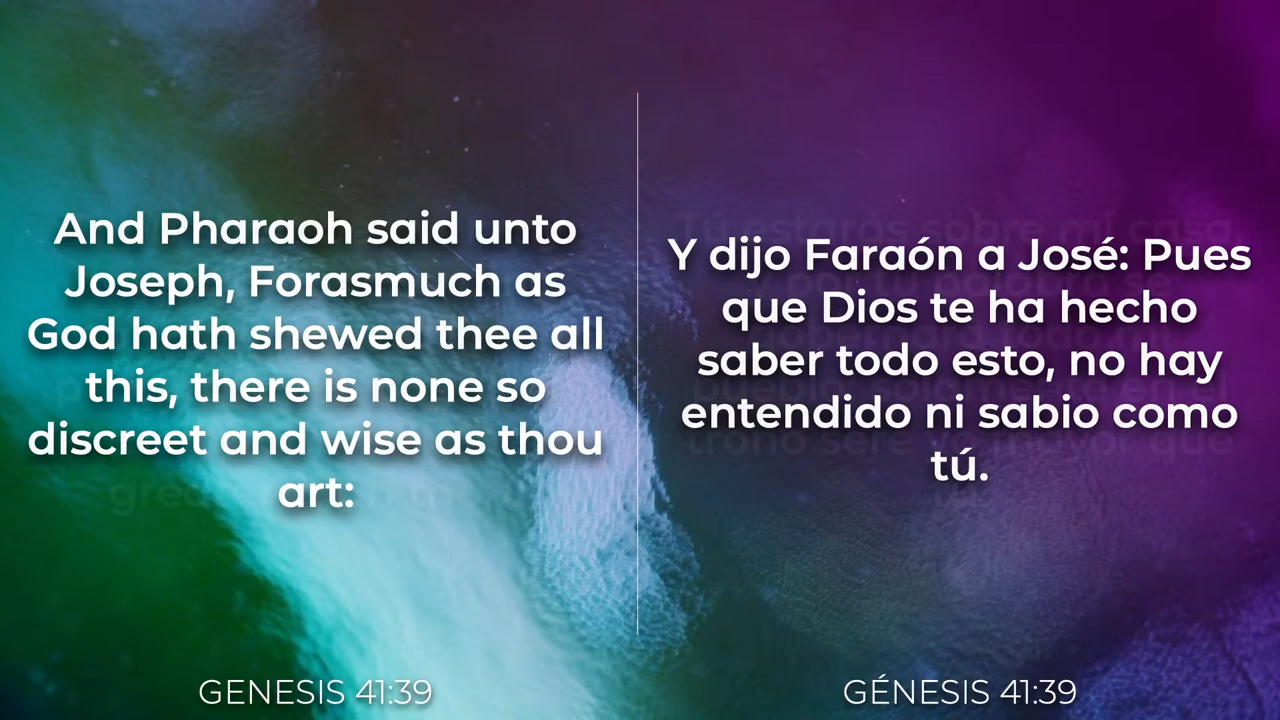 And Pharaoh said unto
Joseph, Forasmuch as
God hath shewed thee all
this, there is none so
discreet and wise as thou
art:
GENESIS 41:39
Y dijo Faraón a José: Pues
que Dios te ha hecho
saber todo esto, no hay
entendido ni sabio como
tú.
GÉNESIS 41:39